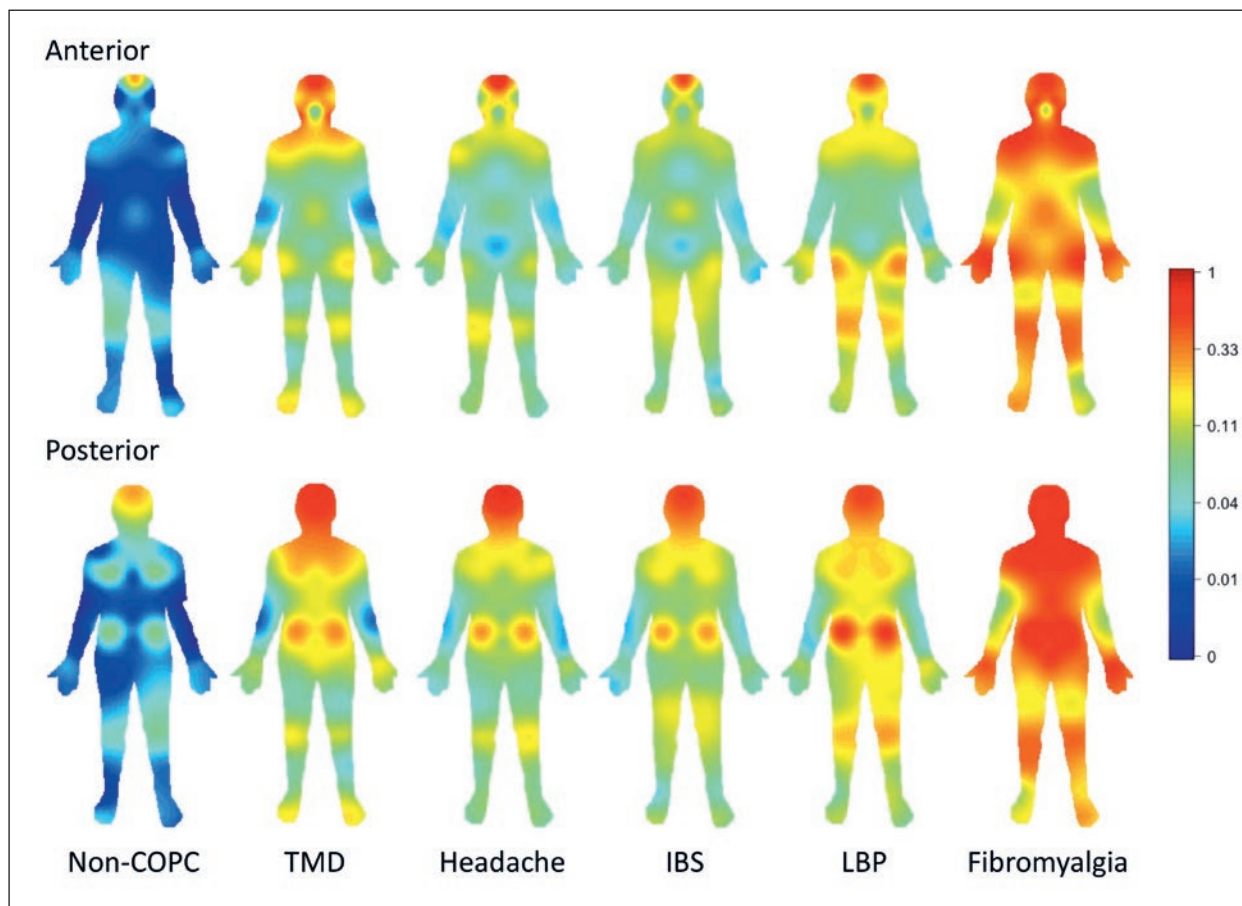 Anterior
1
0.33
0.11
0.04
0.01
0
Posterior
Non-COPC TMD Headache IBS LBP Fibromyalgia